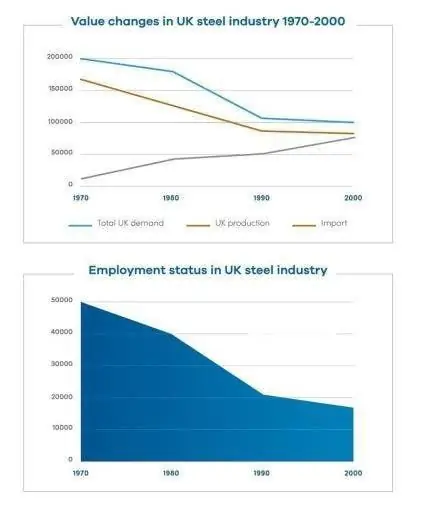 Value changes in UK steel industry 1970-2000
200000
150000
100000
50000
0
1970 1980 1990 2000
Total UK demand UK production Import
Employment status in UK steel industry
50000
40000
30000
20000
10000
0
1970 1980 1990 2000